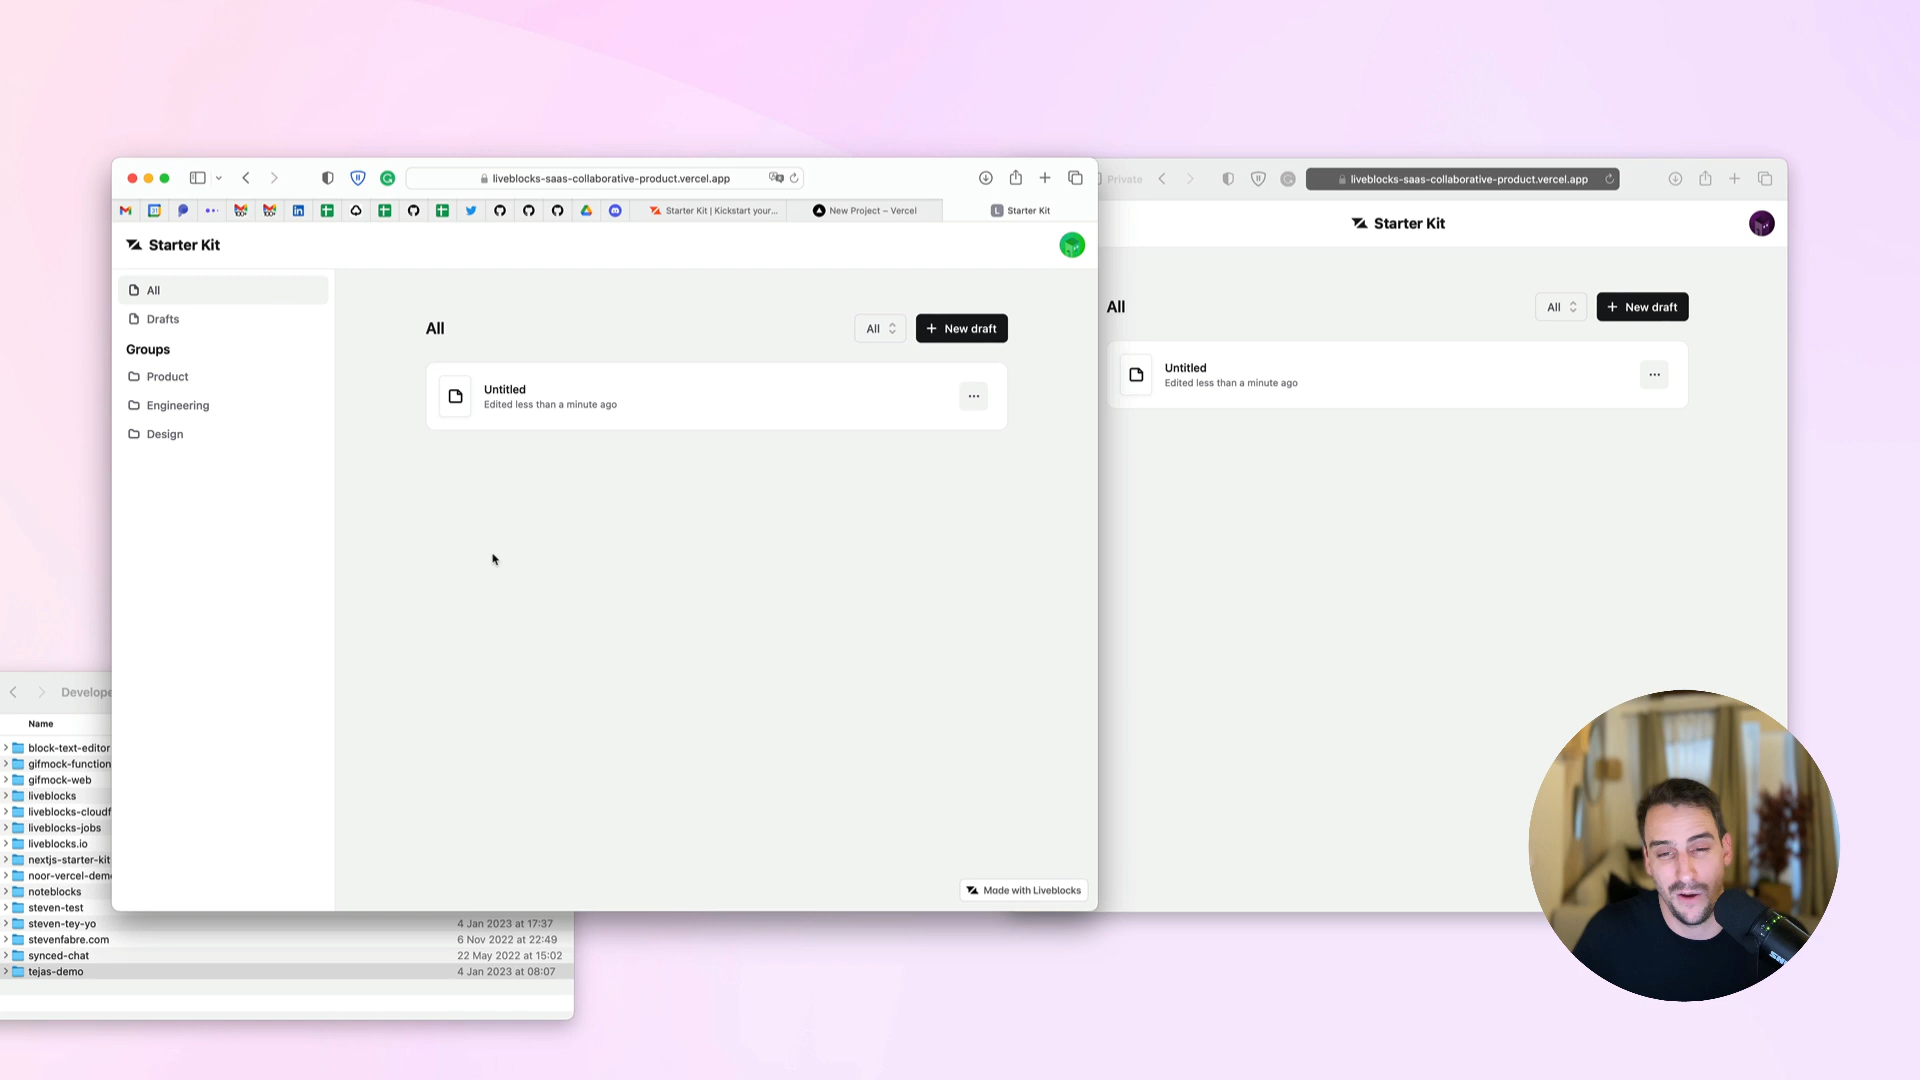 liveblocks-saas-collaborative-product.vercel.app
Starter Kit | Kickstart your...
New Project – Vercel
Starter Kit
Starter Kit
All
Drafts
Groups
Product
Engineering
Design
All
All
New draft
Untitled
Edited less than a minute ago
Made with Liveblocks
Private
liveblocks-saas-collaborative-product.vercel.app
Starter Kit
All
All
New draft
Untitled
Edited less than a minute ago
Develope
Name
block-text-editor
gifmock-function
gifmock-web
liveblocks
liveblocks-cloudf
liveblocks-jobs
liveblocks.io
nextjs-starter-kit
noor-vercel-dem
noteblocks
steven-test
steven-tey-yo 4 Jan 2023 at 17:37
stevenfabre.com 6 Nov 2022 at 22:49
synced-chat 22 May 2022 at 15:02
tejas-demo 4 Jan 2023 at 08:07